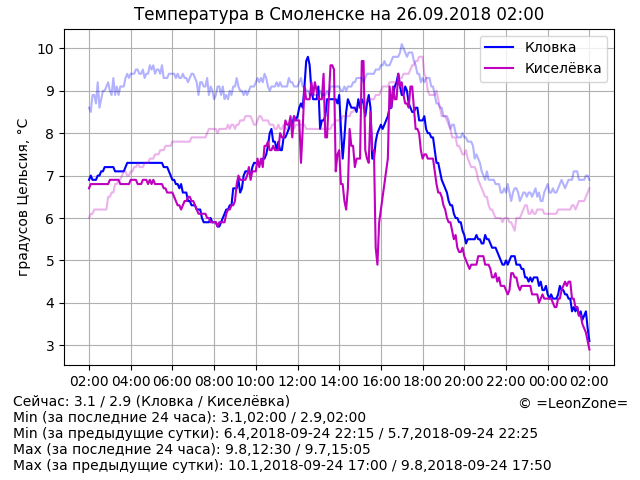 Температура в Смоленске на 26.09.2018 02:00
Кловка
Киселёвка
градусов Цельсия, °C
10
9
8
7
6
5
4
3
02:00 04:00 06:00 08:00 10:00 12:00 14:00 16:00 18:00 20:00 22:00 00:00 02:00
Сейчас: 3.1 / 2.9 (Кловка / Киселёвка)
© =LeonZone=
Min (за последние 24 часа): 3.1,02:00 / 2.9,02:00
Min (за предыдущие сутки): 6.4,2018-09-24 22:15 / 5.7,2018-09-24 22:25
Max (за последние 24 часа): 9.8,12:30 / 9.7,15:05
Max (за предыдущие сутки): 10.1,2018-09-24 17:00 / 9.8,2018-09-24 17:50